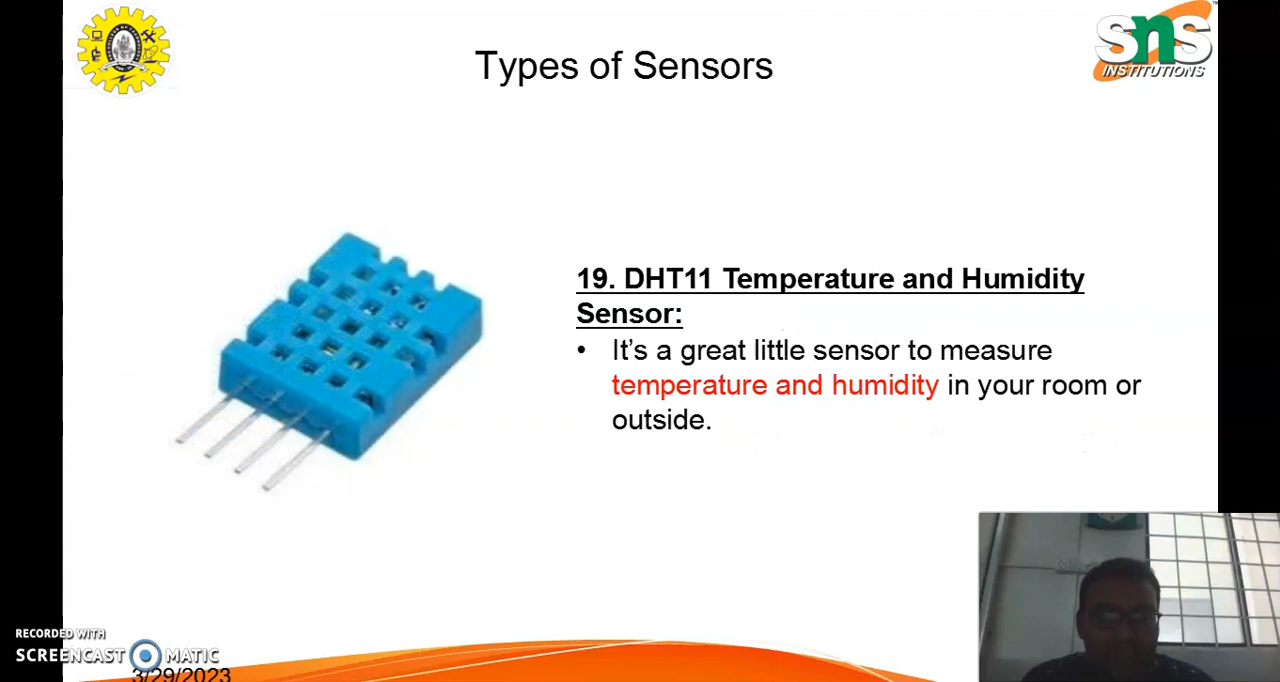 Types of Sensors
SNS
INSTITUTIONS
19. DHT11 Temperature and Humidity
Sensor:
• It’s a great little sensor to measure
temperature and humidity in your room or
outside.
RECORDED WITH
SCREENCAST MATIC
3/29/2023